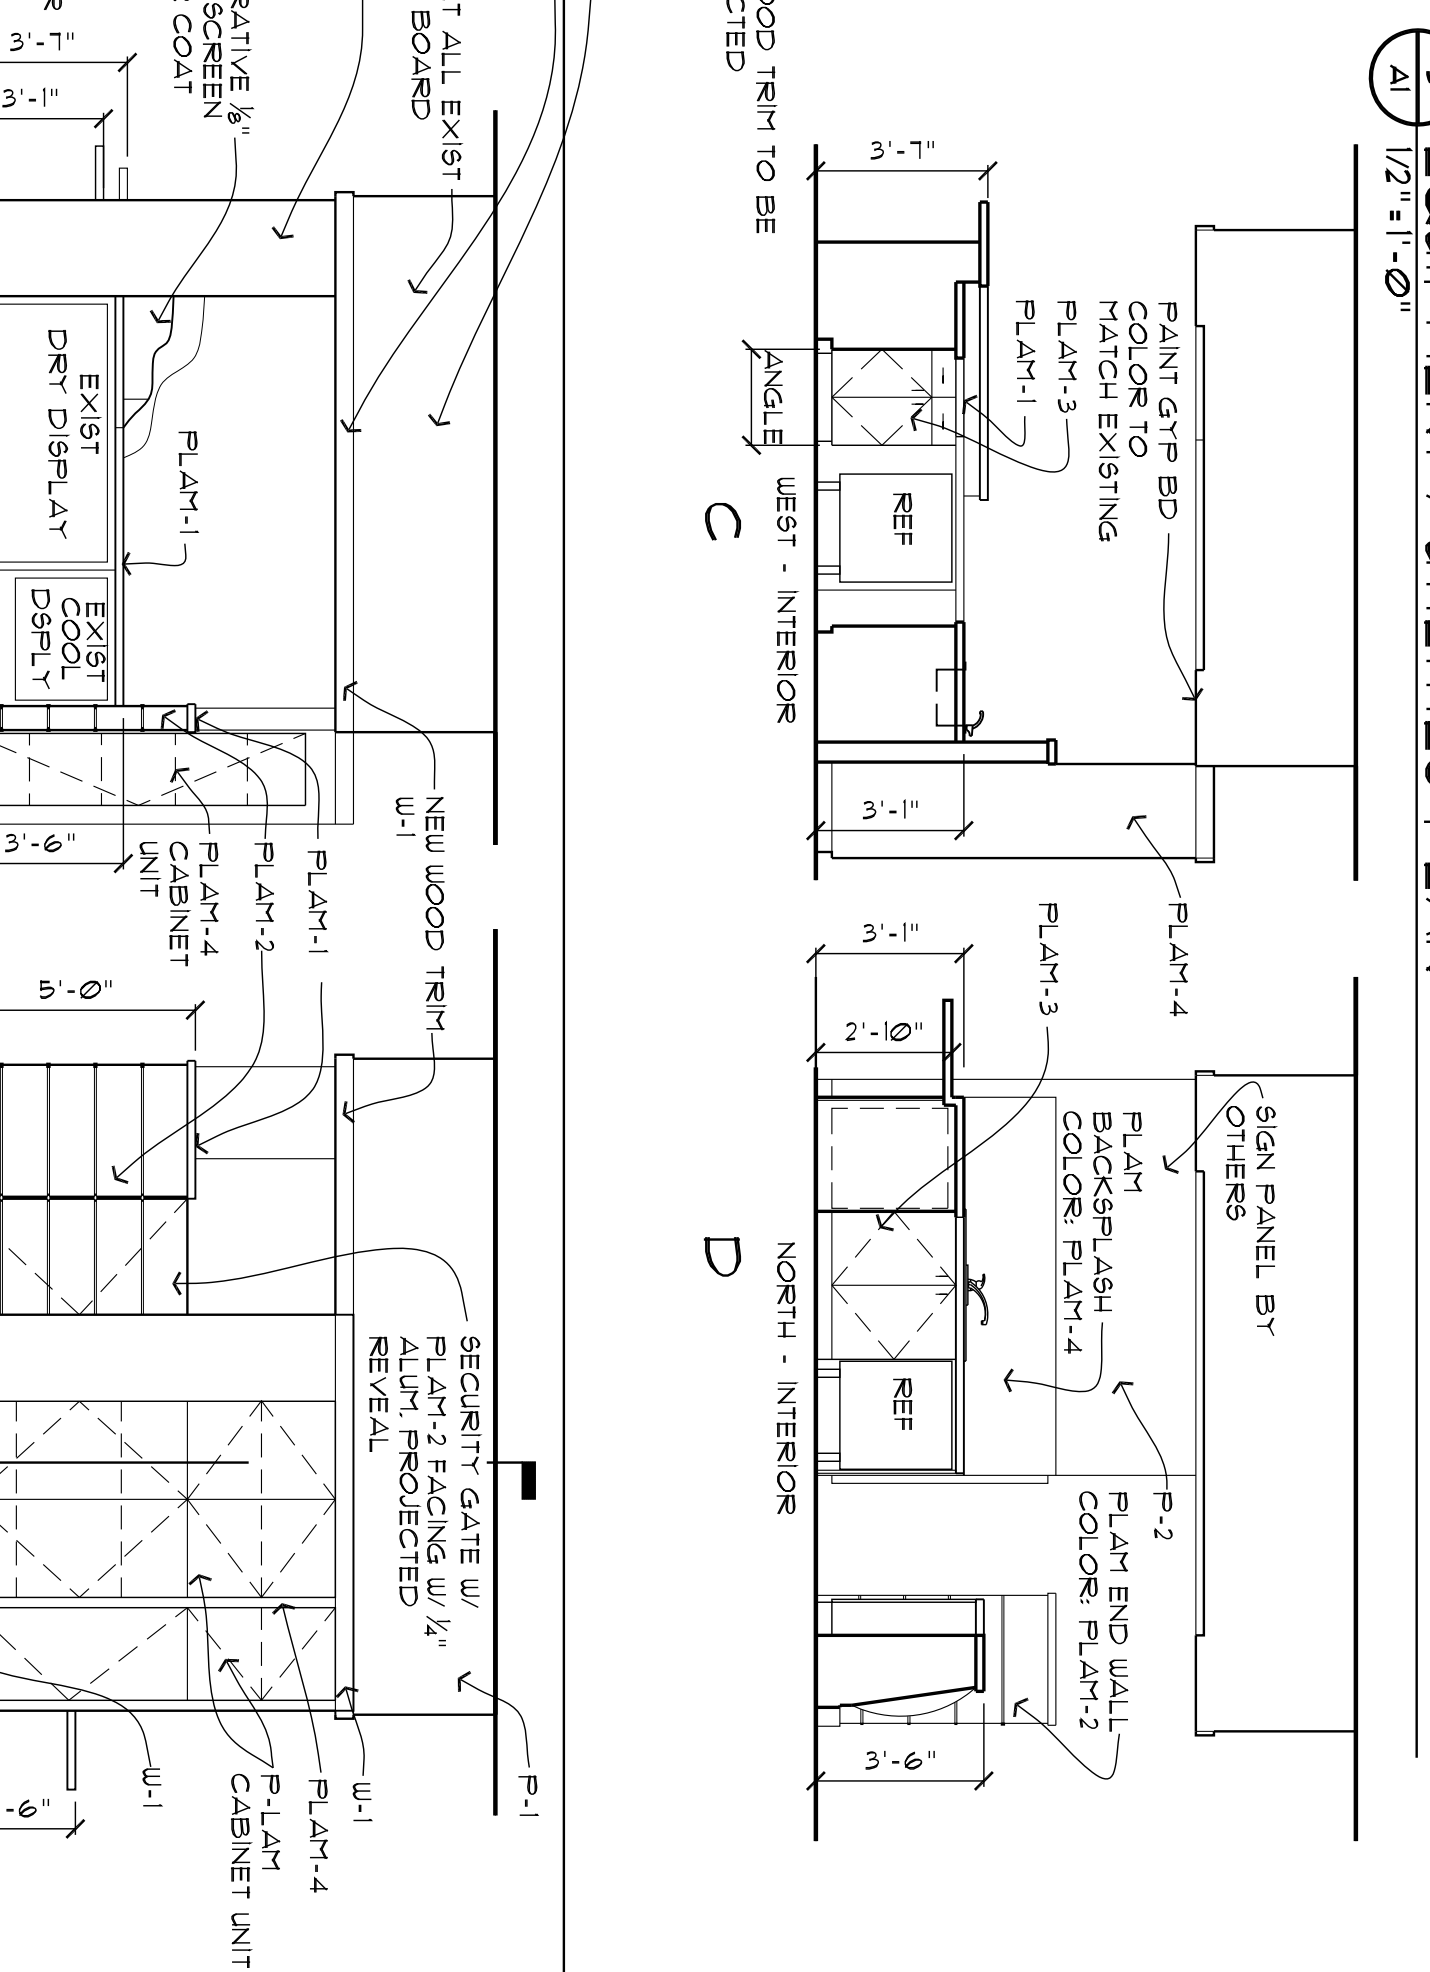 A1
1/2" = 1'-0"
PAINT GYP BD
COLOR TO
MATCH EXISTING
PLAM-3
PLAM-1
3'-7"
REF
ANGLE
3'-1"
PLAM-4
WEST - INTERIOR
C
SIGN PANEL BY
OTHERS
PLAM
BACKSPLASH
COLOR: PLAM-4
PLAM-3
3'-1"
2'-10"
REF
P-2
PLAM END WALL
COLOR: PLAM-2
3'-6"
NORTH - INTERIOR
D
TRIM TO BE
ALL EXIST
BOARD
1/8"
SCREEN
COAT
3'-7"
3'-1"
PLAM-1
EXIST
DRY DISPLAY
EXIST
COOL
DSPLY
NEW WOOD TRIM
W-1
PLAM-1
PLAM-2
PLAM-4
CABINET
UNIT
3'-6"
5'-0"
SECURITY GATE W/
PLAM-2 FACING W/ 1/4"
ALUM. PROJECTED
REVEAL
P-1
W-1
PLAM-4
P-LAM
CABINET UNIT
W-1
-6"